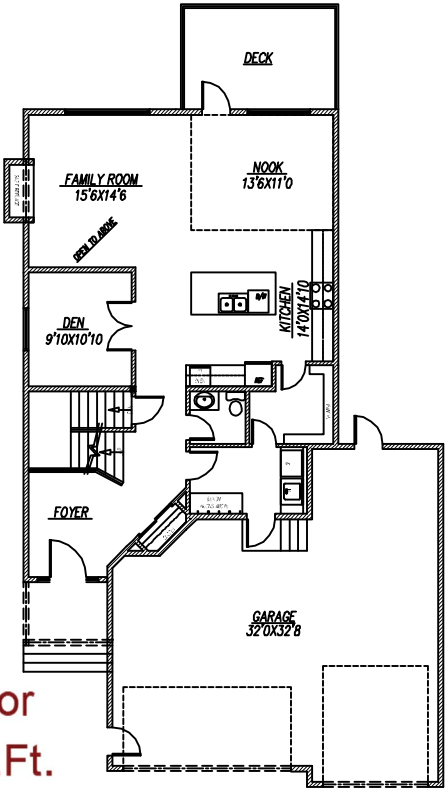 DECK
NOOK
13'6X11'0
FAMILY ROOM
15'6X14'6
OPEN TO ABOVE
KITCHEN
14'0X14'10
D/W
DEN
9'10X10'10
REF
FOYER
GARAGE
32'0X32'8
or
.Ft.